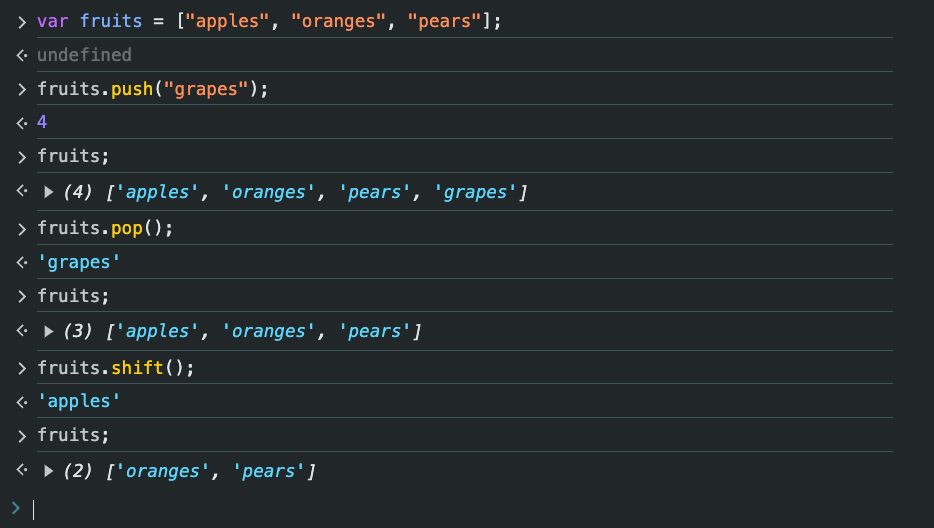 > var fruits = ["apples", "oranges", "pears"];
undefined
> fruits.push("grapes");
4
> fruits;
▶ (4) ['apples', 'oranges', 'pears', 'grapes']
> fruits.pop();
'grapes'
> fruits;
▶ (3) ['apples', 'oranges', 'pears']
> fruits.shift();
'apples'
> fruits;
▶ (2) ['oranges', 'pears']
>